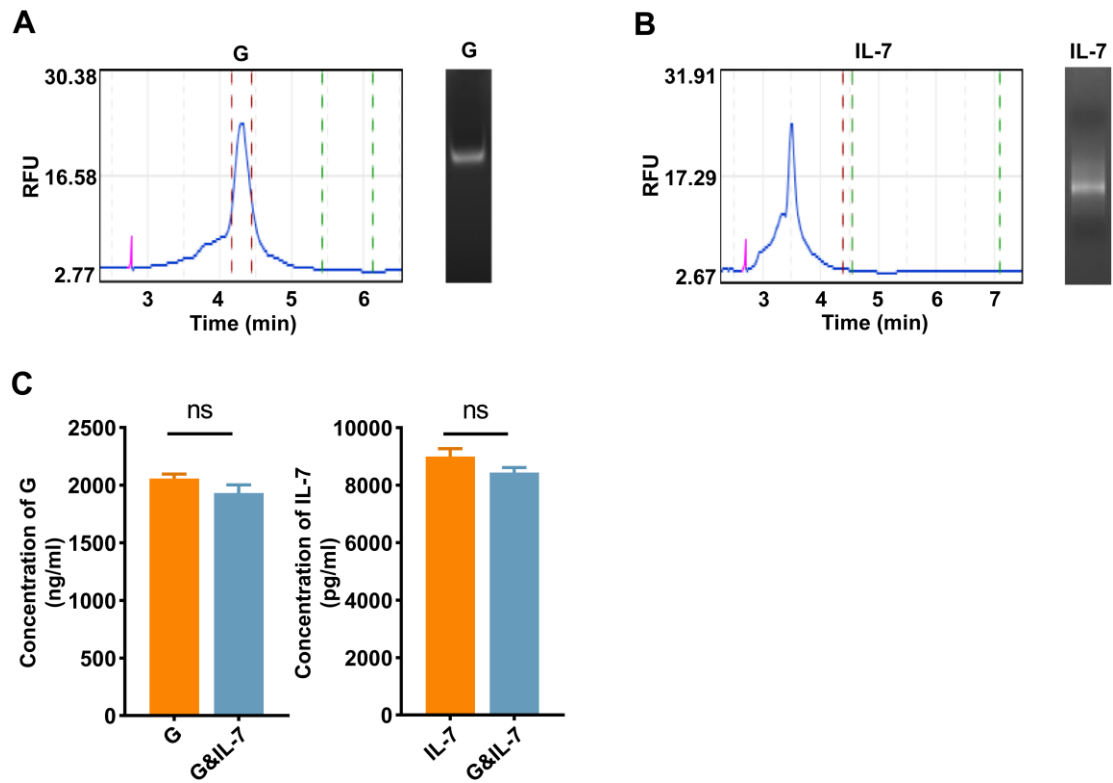 A
G
G
30.38
16.58
2.77
RFU
3 4 5 6
Time (min)
B
IL-7
IL-7
31.91
17.29
2.67
RFU
3 4 5 6 7
Time (min)
C
ns
2500
2000
1500
1000
500
0
Concentration of G
(ng/ml)
G
G&IL-7
ns
10000
8000
6000
4000
2000
0
Concentration of IL-7
(pg/ml)
IL-7
G&IL-7